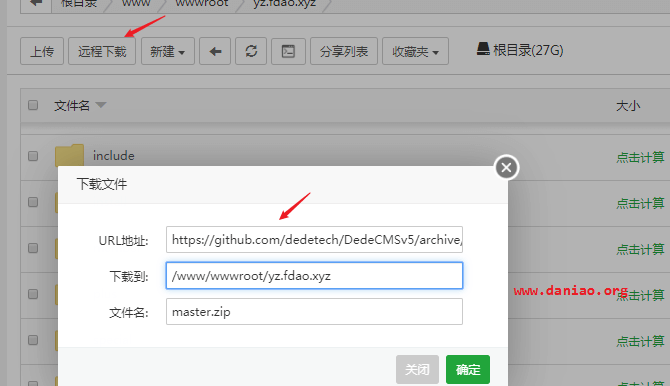 根目录 www wwwroot yz.fdao.xyz
上传 远程下载 新建 分享列表 收藏夹 根目录(27G)
文件名 大小
include 点击计算
下载文件
点击计算
URL地址: https://github.com/dedetech/DedeCMSv5/archive/
点击计算
下载到: /www/wwwroot/yz.fdao.xyz
www.daniao.org
点击计算
文件名: master.zip
点击计算
关闭 确定
点击计算